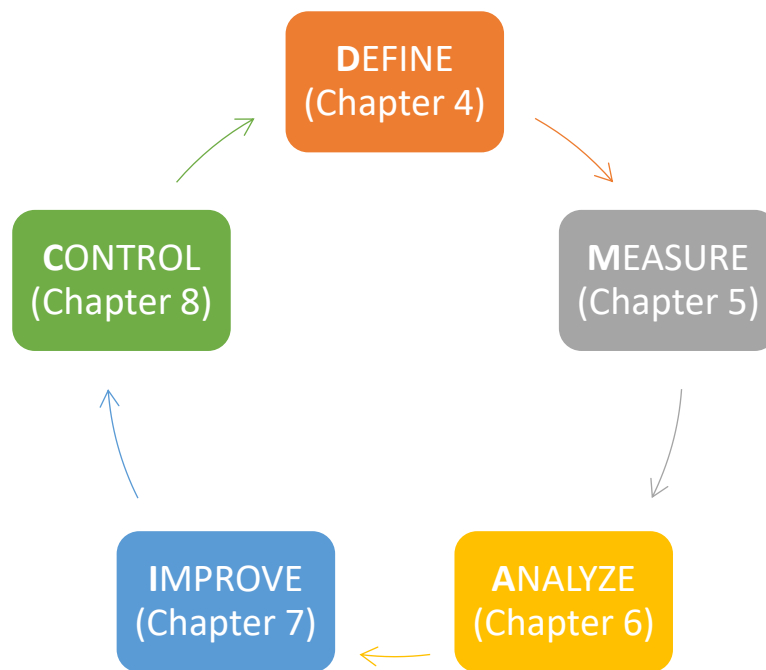 DEFINE
(Chapter 4)
MEASURE
(Chapter 5)
ANALYZE
(Chapter 6)
IMPROVE
(Chapter 7)
CONTROL
(Chapter 8)